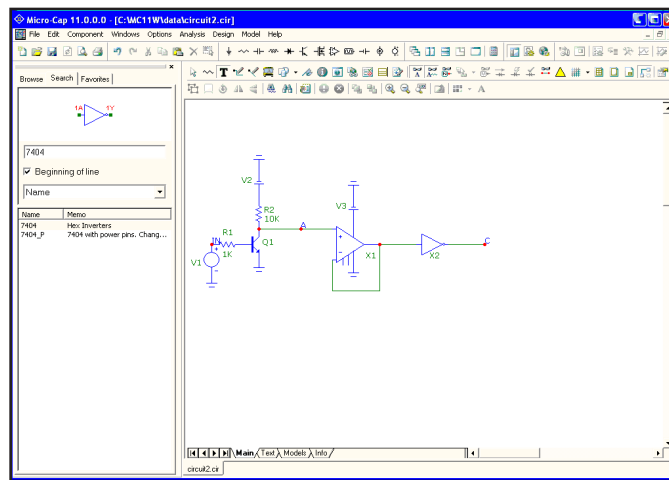 Micro-Cap 11.0.0.0 - [C:\MC11W\data\circuit2.cir]
File Edit Component Windows Options Analysis Design Model Help
Browse Search Favorites
1A 1Y
7404
Beginning of line
Name
Name Memo
7404 Hex Inverters
7404_P 7404 with power pins. Chang...
V2
R2
10K
V3
IN
R1
1K
Q1
A
X1
X2
C
V1
Main Text Models Info
circuit2.cir